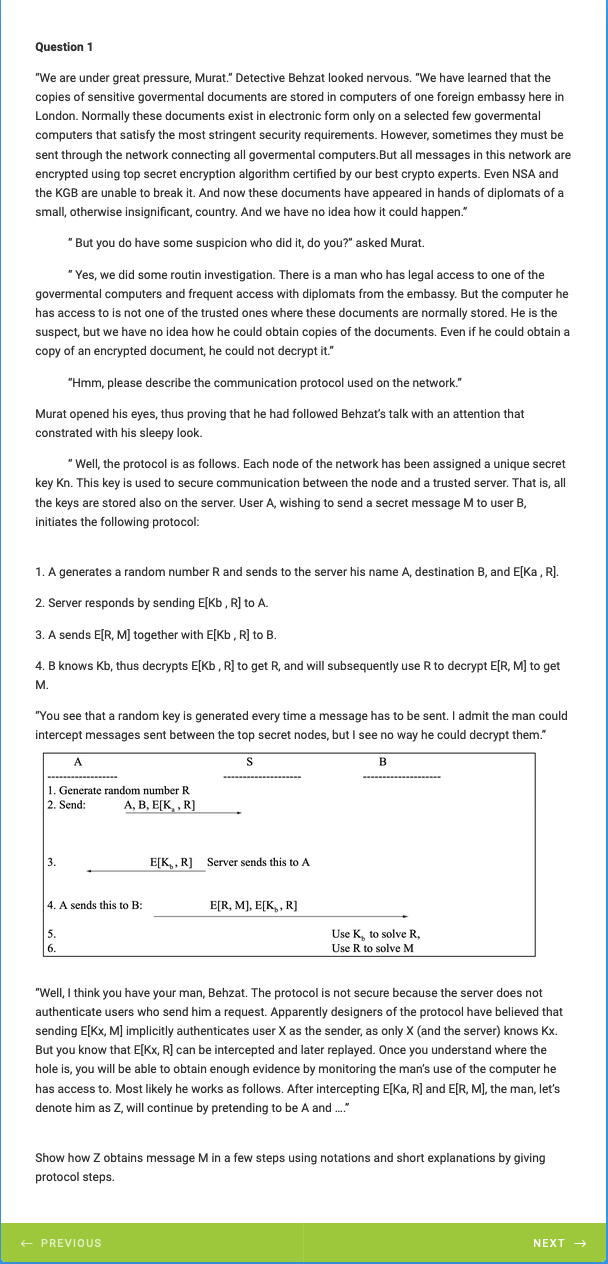 Question 1
“We are under great pressure, Murat.” Detective Behzat looked nervous. “We have learned that the
copies of sensitive govermental documents are stored in computers of one foreign embassy here in
London. Normally these documents exist in electronic form only on a selected few govermental
computers that satisfy the most stringent security requirements. However, sometimes they must be
sent through the network connecting all govermental computers.But all messages in this network are
encrypted using top secret encryption algorithm certified by our best crypto experts. Even NSA and
the KGB are unable to break it. And now these documents have appeared in hands of diplomats of a
small, otherwise insignificant, country. And we have no idea how it could happen.”
“ But you do have some suspicion who did it, do you?” asked Murat.
“ Yes, we did some routin investigation. There is a man who has legal access to one of the
govermental computers and frequent access with diplomats from the embassy. But the computer he
has access to is not one of the trusted ones where these documents are normally stored. He is the
suspect, but we have no idea how he could obtain copies of the documents. Even if he could obtain a
copy of an encrypted document, he could not decrypt it.”
“Hmm, please describe the communication protocol used on the network.”
Murat opened his eyes, thus proving that he had followed Behzat’s talk with an attention that
constrated with his sleepy look.
“ Well, the protocol is as follows. Each node of the network has been assigned a unique secret
key Kn. This key is used to secure communication between the node and a trusted server. That is, all
the keys are stored also on the server. User A, wishing to send a secret message M to user B,
initiates the following protocol:
1. A generates a random number R and sends to the server his name A, destination B, and E[Ka , R].
2. Server responds by sending E[Kb , R] to A.
3. A sends E[R, M] together with E[Kb , R] to B.
4. B knows Kb, thus decrypts E[Kb , R] to get R, and will subsequently use R to decrypt E[R, M] to get
M.
“You see that a random key is generated every time a message has to be sent. I admit the man could
intercept messages sent between the top secret nodes, but I see no way he could decrypt them.”
A S B
------------------- -------------------- --------------------
1. Generate random number R
2. Send: A, B, E[Ka , R]
3. E[Kb , R] Server sends this to A
4. A sends this to B: E[R, M], E[Kb , R]
5. Use Kb to solve R,
6. Use R to solve M
“Well, I think you have your man, Behzat. The protocol is not secure because the server does not
authenticate users who send him a request. Apparently designers of the protocol have believed that
sending E[Kx, M] implicitly authenticates user X as the sender, as only X (and the server) knows Kx.
But you know that E[Kx, R] can be intercepted and later replayed. Once you understand where the
hole is, you will be able to obtain enough evidence by monitoring the man’s use of the computer he
has access to. Most likely he works as follows. After intercepting E[Ka, R] and E[R, M], the man, let’s
denote him as Z, will continue by pretending to be A and ....”
Show how Z obtains message M in a few steps using notations and short explanations by giving
protocol steps.
← PREVIOUS NEXT →